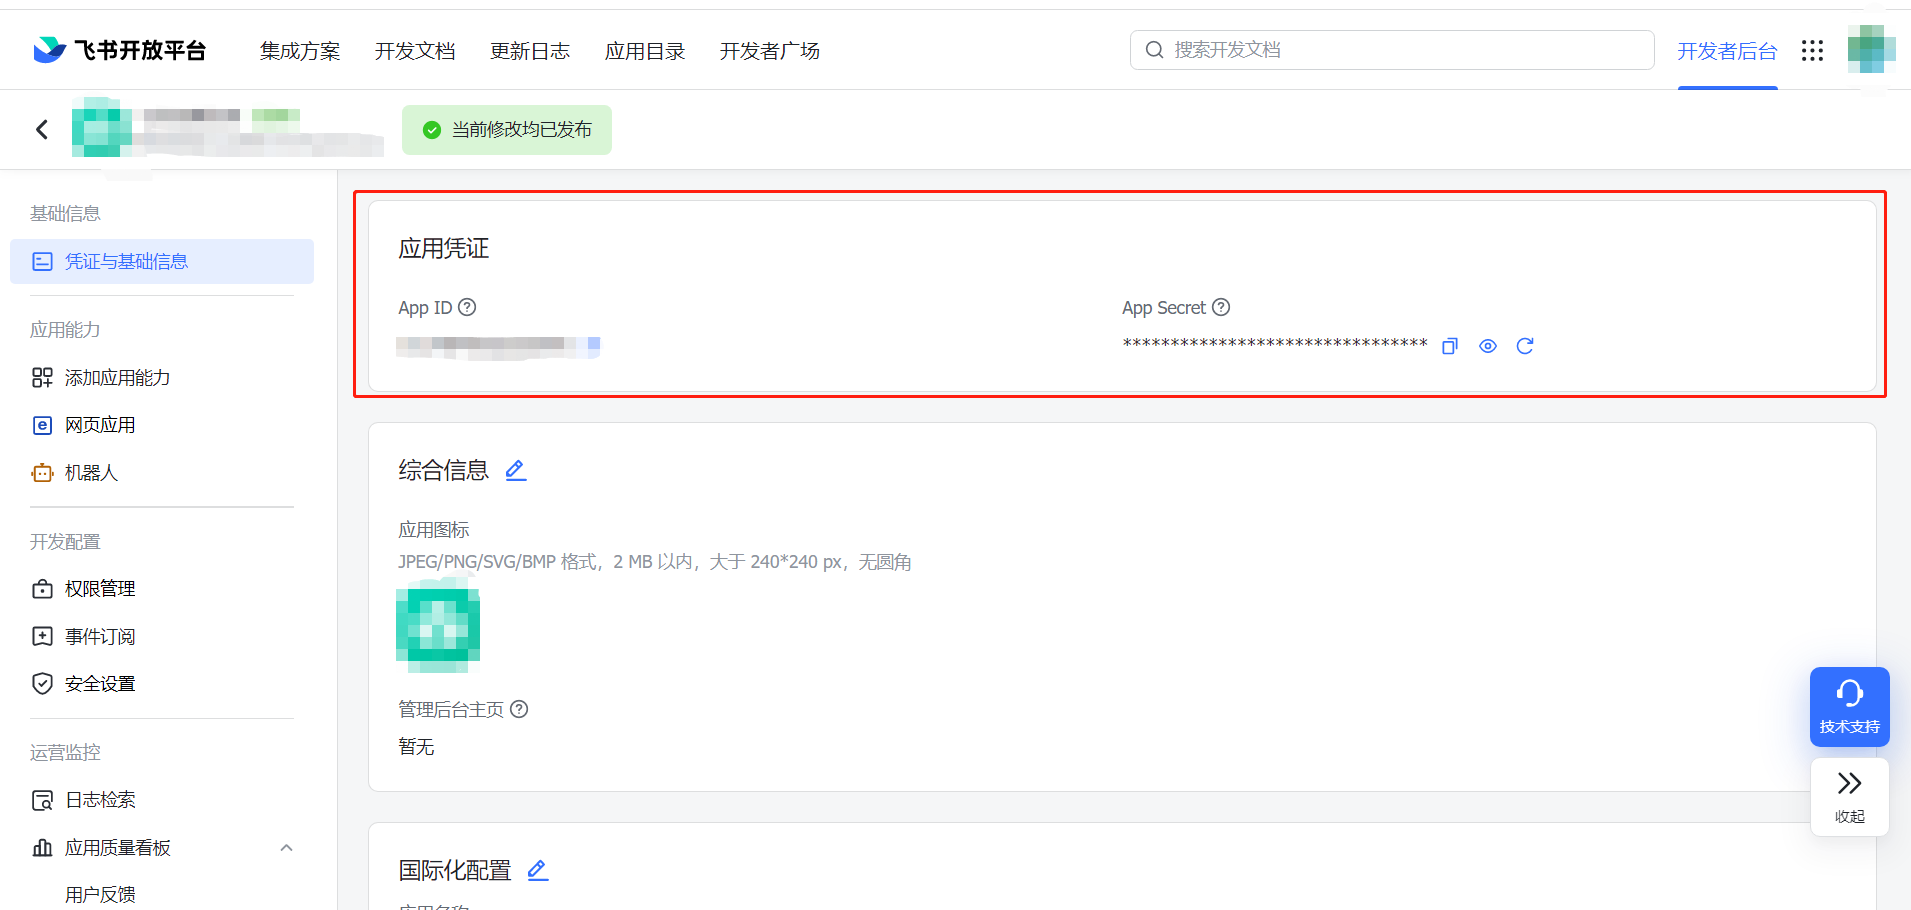 飞书开放平台 集成方案 开发文档 更新日志 应用目录 开发者广场 搜索开发文档 开发者后台
当前修改均已发布
基础信息
凭证与基础信息
应用能力
添加应用能力
网页应用
机器人
开发配置
权限管理
事件订阅
安全设置
运营监控
日志检索
应用质量看板
用户反馈
应用凭证
App ID
App Secret
********************************
综合信息
应用图标
JPEG/PNG/SVG/BMP 格式，2 MB 以内，大于 240*240 px，无圆角
管理后台主页
暂无
国际化配置
技术支持
收起